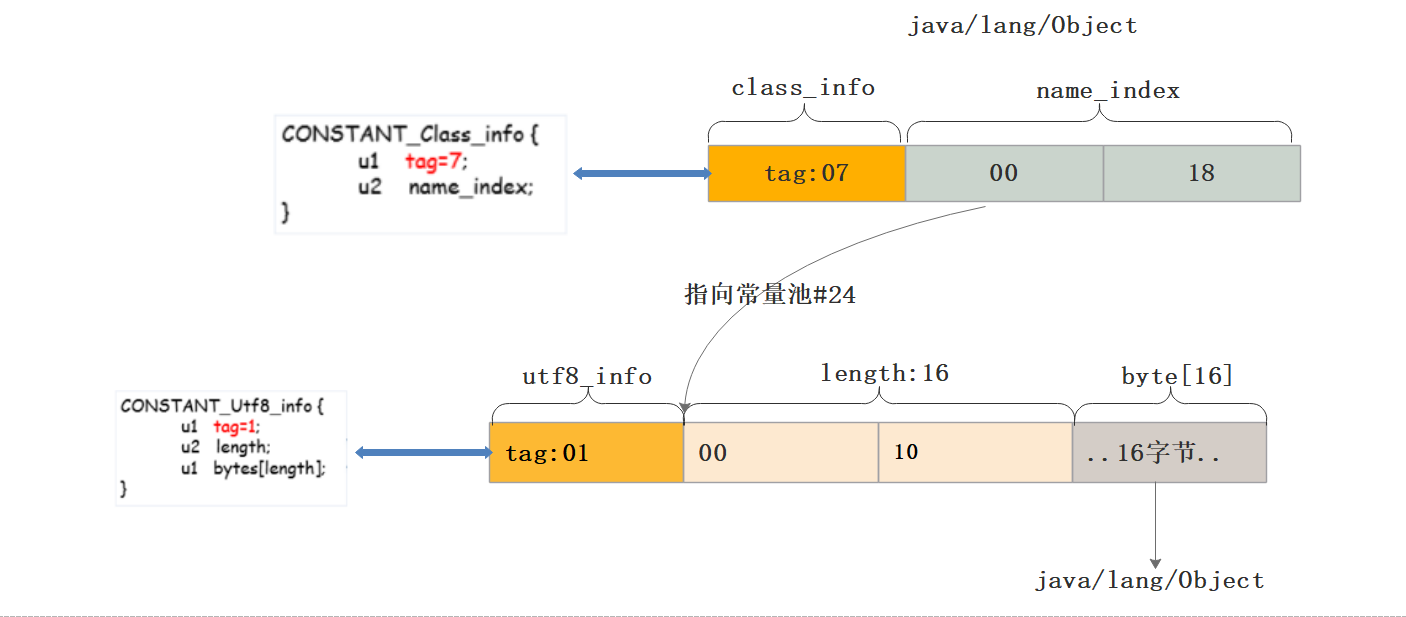 java/lang/Object
class_info
name_index
CONSTANT_Class_info {
u1 tag=7;
u2 name_index;
}
tag:07
00
18
指向常量池#24
utf8_info
length:16
byte[16]
CONSTANT_Utf8_info {
u1 tag=1;
u2 length;
u1 bytes[length];
}
tag:01
00
10
..16字节..
java/lang/Object